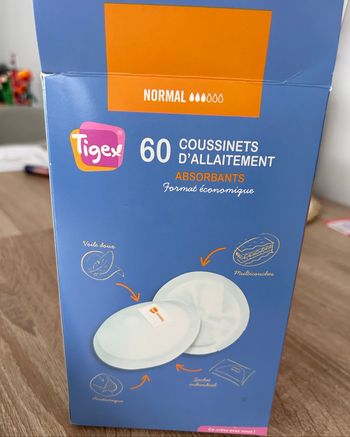 NORMAL
Tigex
60 COUSSINETS
D'ALLAITEMENT
ABSORBANTS
Format économique
Voile doux
Multicouches
Anatomique
Sachet
individuel